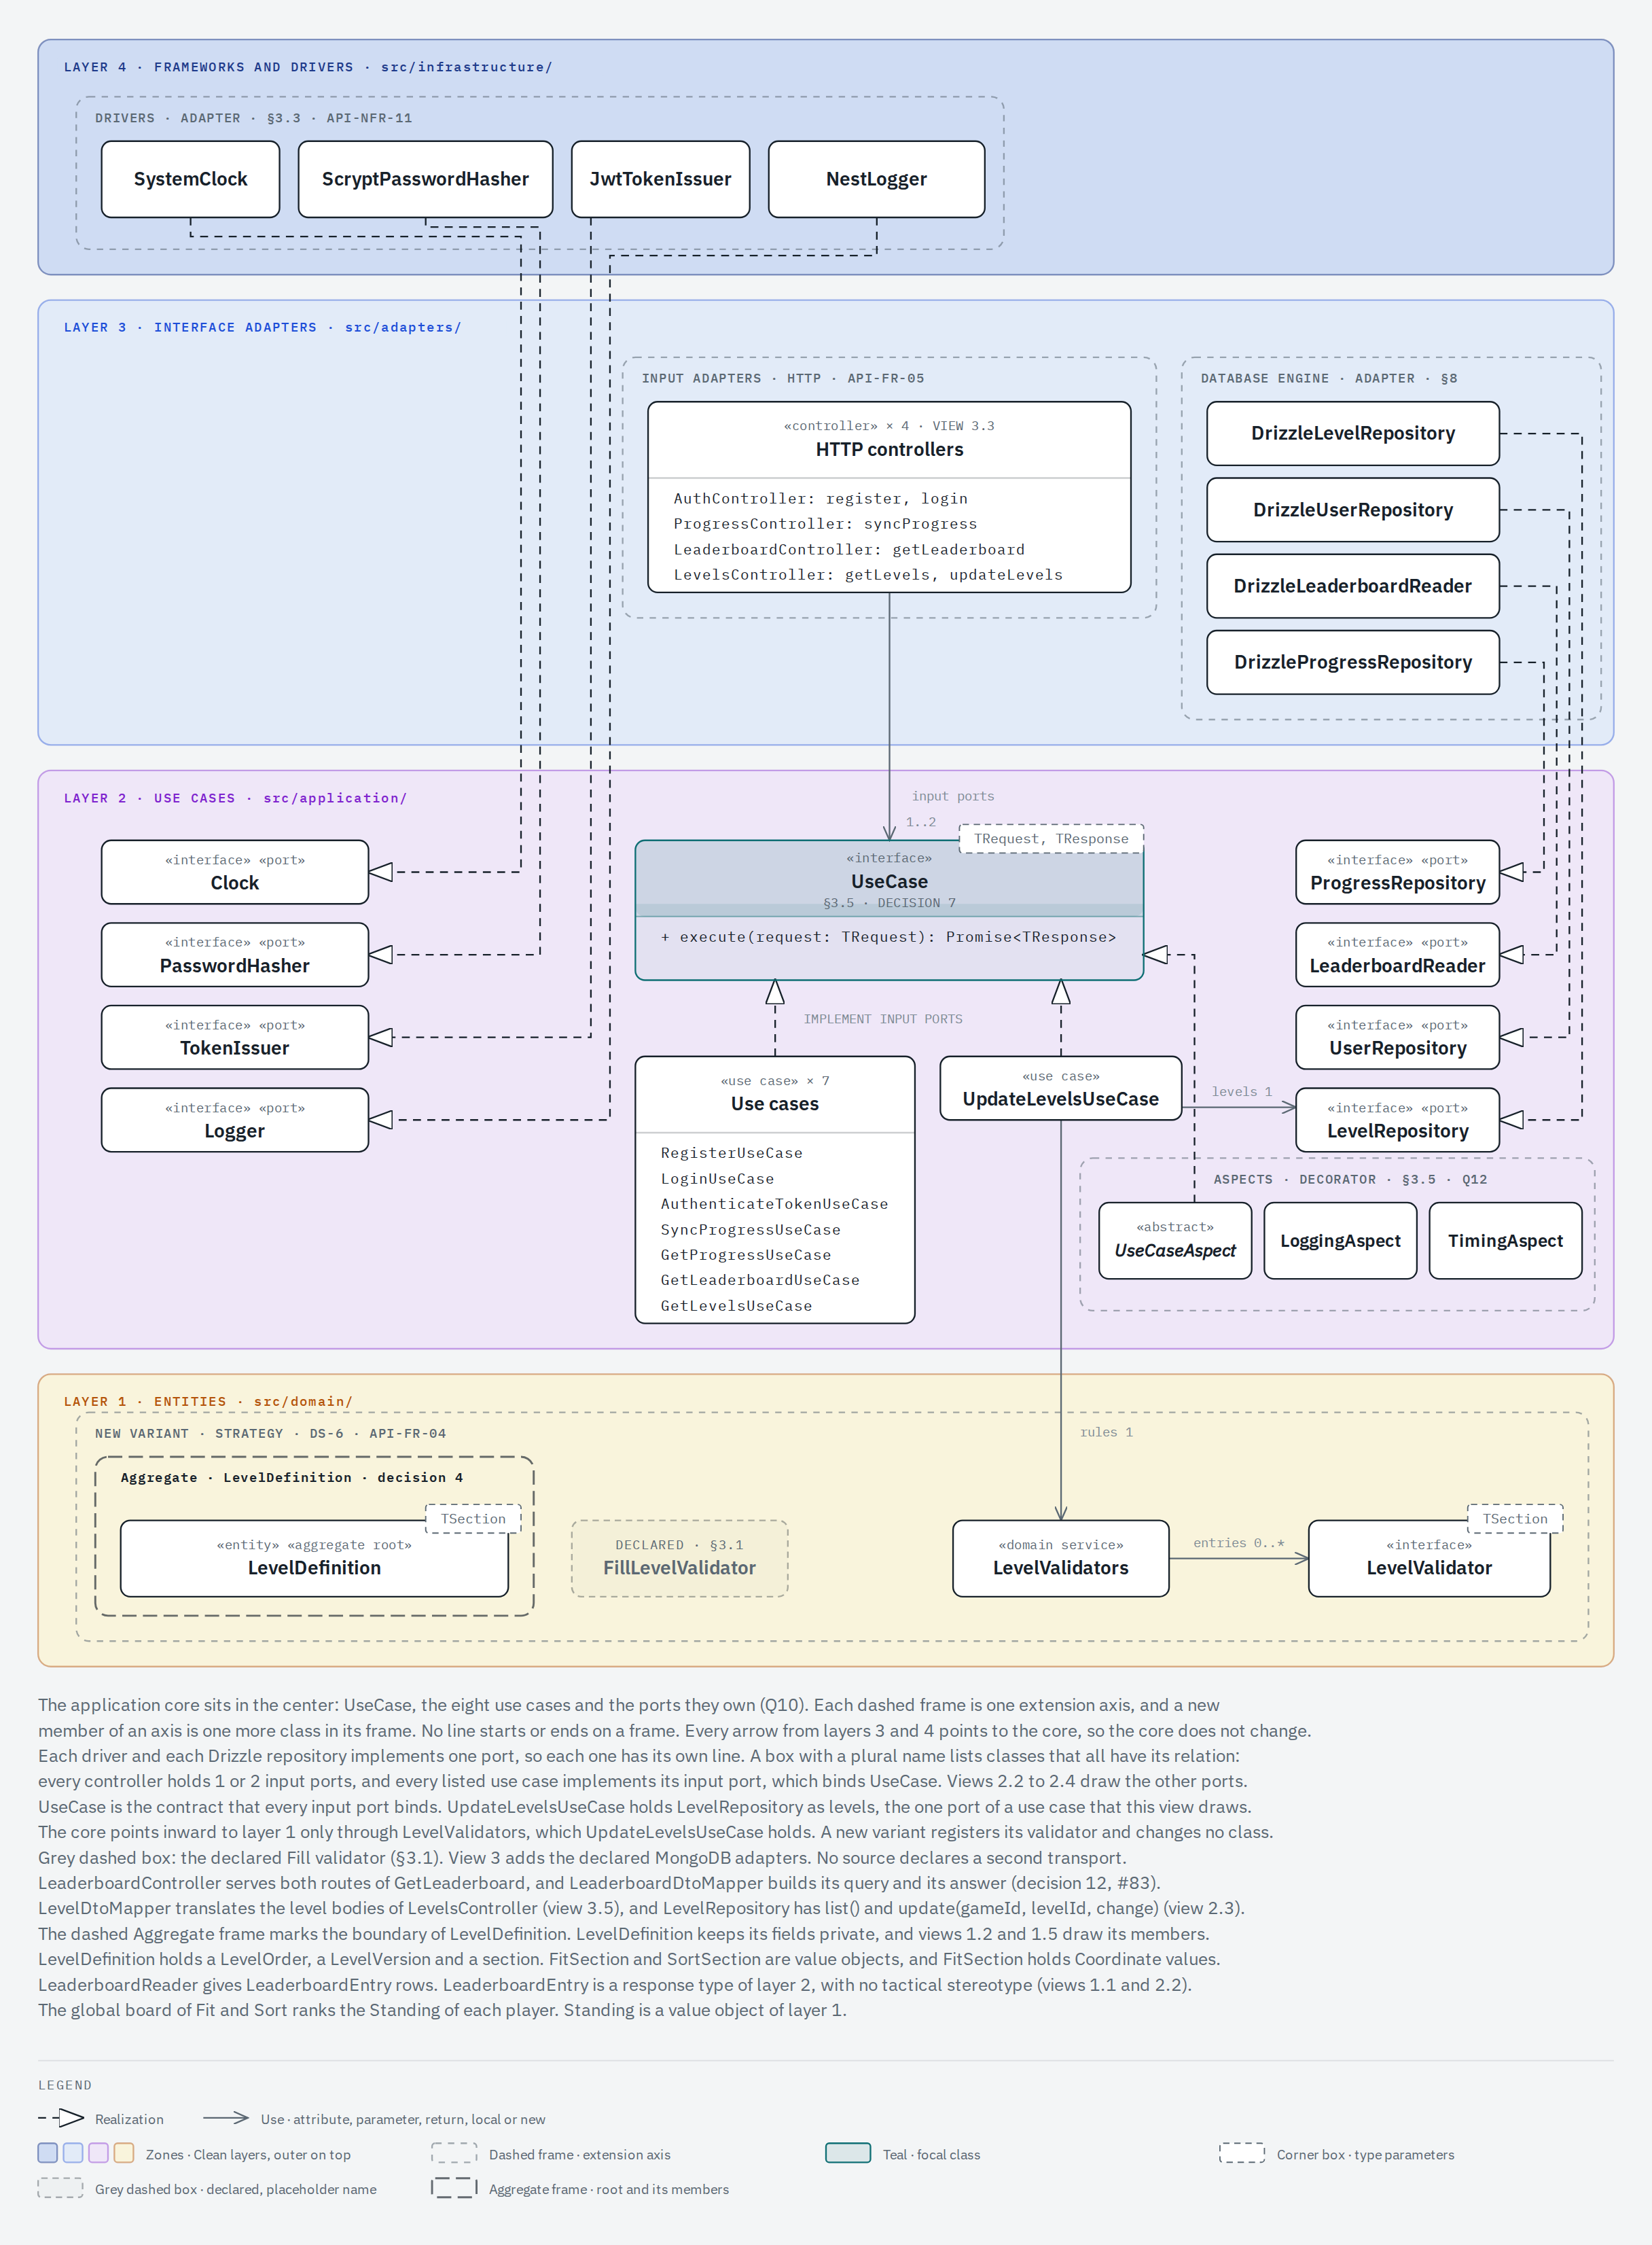 LAYER 4 · FRAMEWORKS AND DRIVERS · src/infrastructure/
DRIVERS · ADAPTER · §3.3 · API-NFR-11
SystemClock
ScryptPasswordHasher
JwtTokenIssuer
NestLogger
LAYER 3 · INTERFACE ADAPTERS · src/adapters/
INPUT ADAPTERS · HTTP · API-FR-05
«controller» × 4 · VIEW 3.3
HTTP controllers
AuthController: register, login
ProgressController: syncProgress
LeaderboardController: getLeaderboard
LevelsController: getLevels, updateLevels
DATABASE ENGINE · ADAPTER · §8
DrizzleLevelRepository
DrizzleUserRepository
DrizzleLeaderboardReader
DrizzleProgressRepository
LAYER 2 · USE CASES · src/application/
input ports
1..2
«interface» «port»
Clock
«interface» «port»
PasswordHasher
«interface» «port»
TokenIssuer
«interface» «port»
Logger
TRequest, TResponse
«interface»
UseCase
§3.5 · DECISION 7
+ execute(request: TRequest): Promise<TResponse>
IMPLEMENT INPUT PORTS
«use case» × 7
Use cases
RegisterUseCase
LoginUseCase
AuthenticateTokenUseCase
SyncProgressUseCase
GetProgressUseCase
GetLeaderboardUseCase
GetLevelsUseCase
«use case»
UpdateLevelsUseCase
levels 1
«interface» «port»
ProgressRepository
«interface» «port»
LeaderboardReader
«interface» «port»
UserRepository
«interface» «port»
LevelRepository
ASPECTS · DECORATOR · §3.5 · Q12
«abstract»
UseCaseAspect
LoggingAspect
TimingAspect
LAYER 1 · ENTITIES · src/domain/
NEW VARIANT · STRATEGY · DS-6 · API-FR-04
rules 1
Aggregate · LevelDefinition · decision 4
TSection
«entity» «aggregate root»
LevelDefinition
DECLARED · §3.1
FillLevelValidator
«domain service»
LevelValidators
entries 0..*
TSection
«interface»
LevelValidator
The application core sits in the center: UseCase, the eight use cases and the ports they own (Q10). Each dashed frame is one extension axis, and a new
member of an axis is one more class in its frame. No line starts or ends on a frame. Every arrow from layers 3 and 4 points to the core, so the core does not change.
Each driver and each Drizzle repository implements one port, so each one has its own line. A box with a plural name lists classes that all have its relation:
every controller holds 1 or 2 input ports, and every listed use case implements its input port, which binds UseCase. Views 2.2 to 2.4 draw the other ports.
UseCase is the contract that every input port binds. UpdateLevelsUseCase holds LevelRepository as levels, the one port of a use case that this view draws.
The core points inward to layer 1 only through LevelValidators, which UpdateLevelsUseCase holds. A new variant registers its validator and changes no class.
Grey dashed box: the declared Fill validator (§3.1). View 3 adds the declared MongoDB adapters. No source declares a second transport.
LeaderboardController serves both routes of GetLeaderboard, and LeaderboardDtoMapper builds its query and its answer (decision 12, #83).
LevelDtoMapper translates the level bodies of LevelsController (view 3.5), and LevelRepository has list() and update(gameId, levelId, change) (view 2.3).
The dashed Aggregate frame marks the boundary of LevelDefinition. LevelDefinition keeps its fields private, and views 1.2 and 1.5 draw its members.
LevelDefinition holds a LevelOrder, a LevelVersion and a section. FitSection and SortSection are value objects, and FitSection holds Coordinate values.
LeaderboardReader gives LeaderboardEntry rows. LeaderboardEntry is a response type of layer 2, with no tactical stereotype (views 1.1 and 2.2).
The global board of Fit and Sort ranks the Standing of each player. Standing is a value object of layer 1.
LEGEND
Realization
Use · attribute, parameter, return, local or new
Zones · Clean layers, outer on top
Dashed frame · extension axis
Teal · focal class
Corner box · type parameters
Grey dashed box · declared, placeholder name
Aggregate frame · root and its members